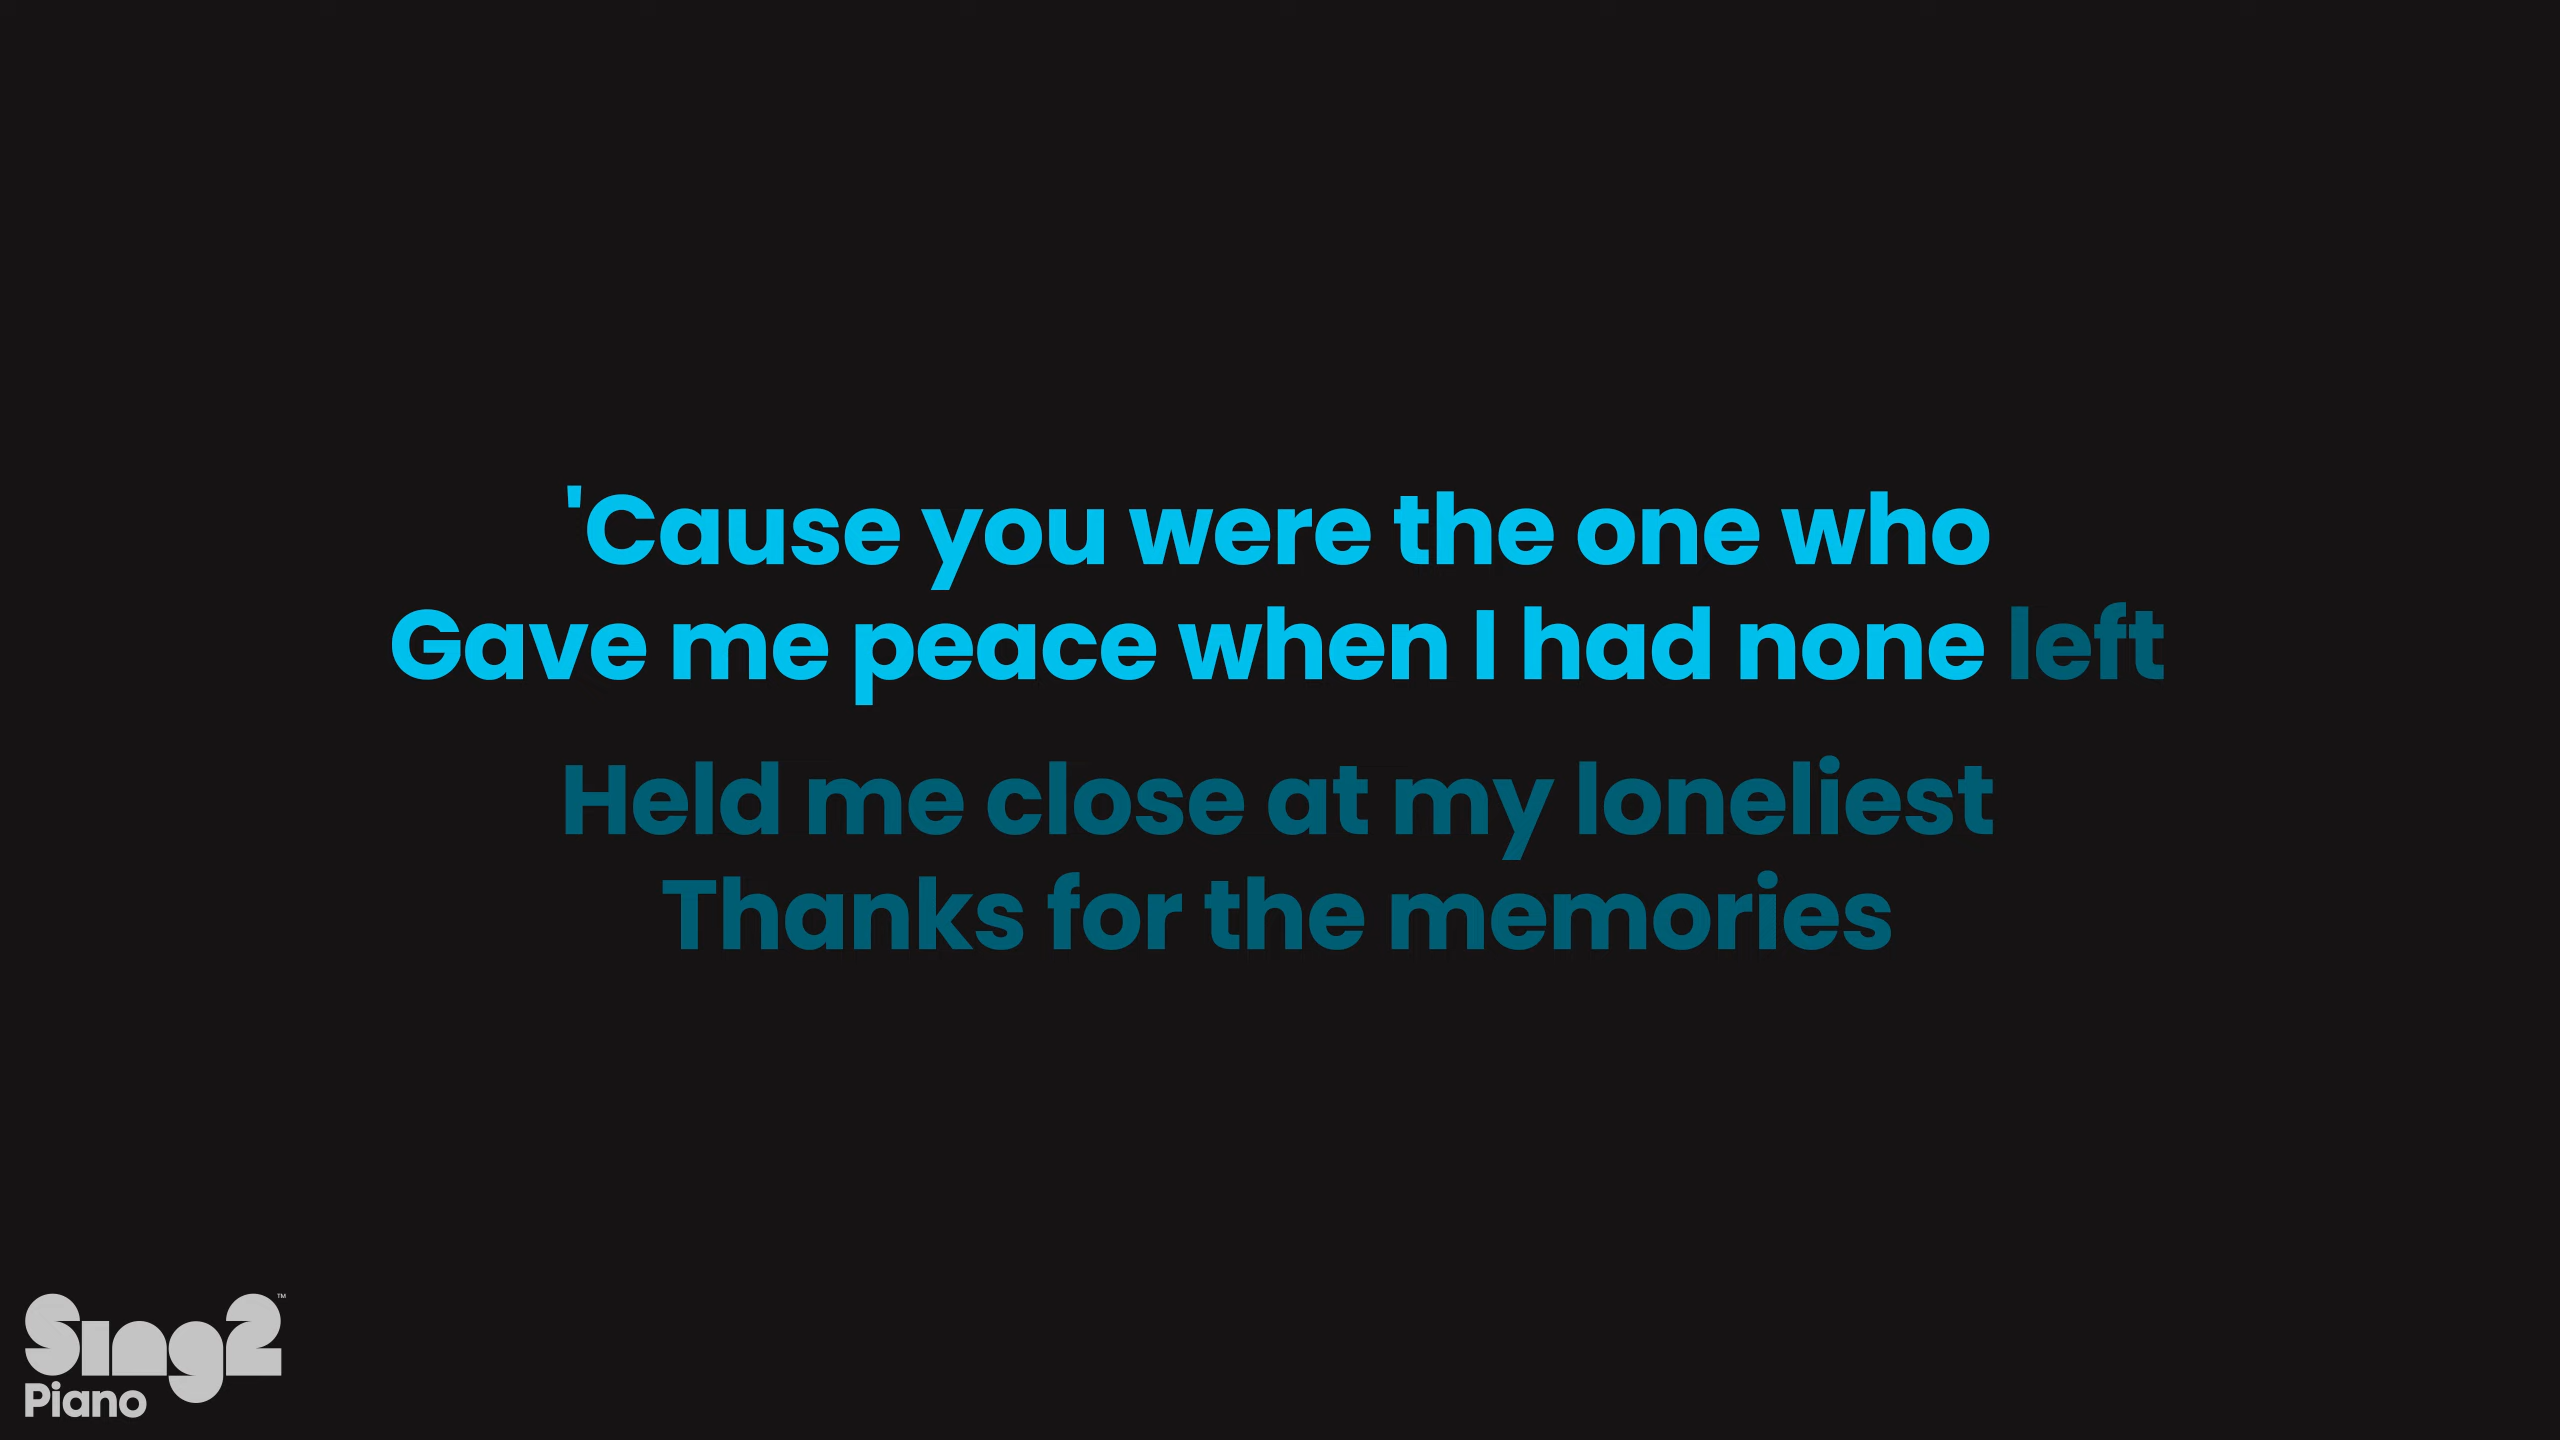 'Cause you were the one who
Gave me peace when I had none left
Held me close at my loneliest
Thanks for the memories
Sing2™
Piano